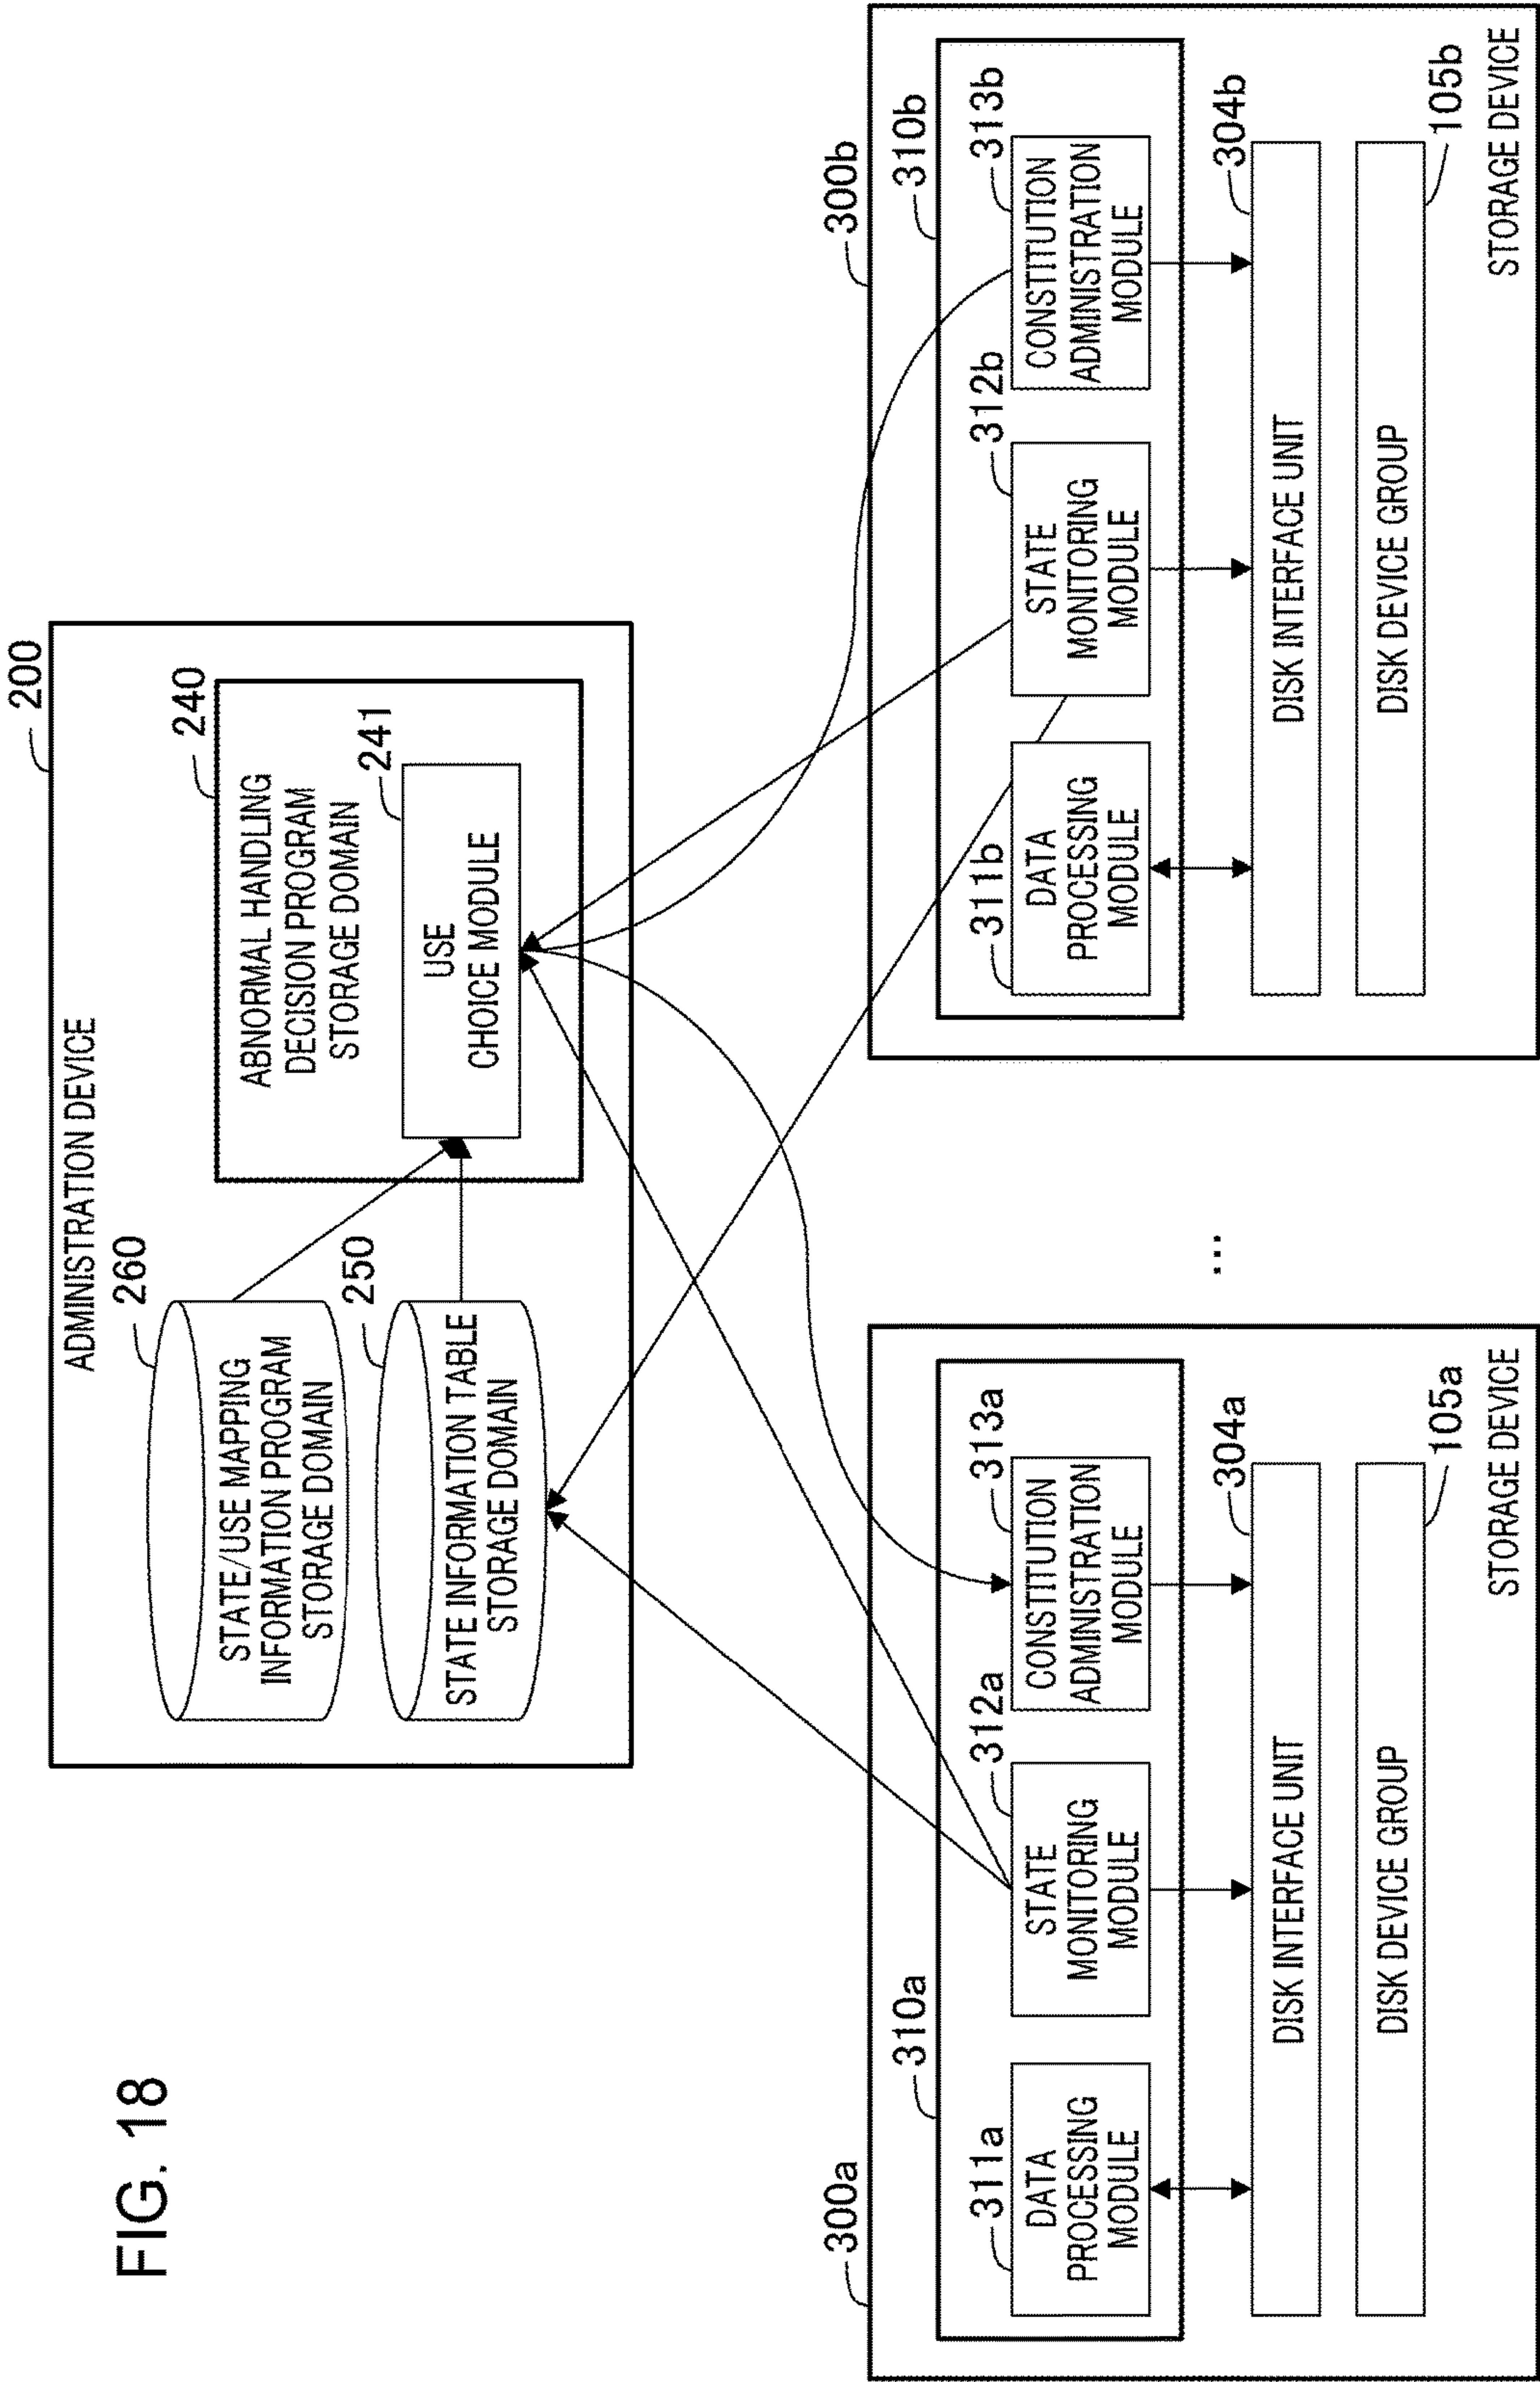 FIG. 18
200
ADMINISTRATION DEVICE
260
STATE/USE MAPPING
INFORMATION PROGRAM
STORAGE DOMAIN
250
STATE INFORMATION TABLE
STORAGE DOMAIN
240
ABNORMAL HANDLING
DECISION PROGRAM
STORAGE DOMAIN
241
USE
CHOICE MODULE
300a
310a
311a
DATA
PROCESSING
MODULE
312a
STATE
MONITORING
MODULE
313a
CONSTITUTION
ADMINISTRATION
MODULE
304a
DISK INTERFACE UNIT
DISK DEVICE GROUP
105a
STORAGE DEVICE
...
300b
310b
311b
DATA
PROCESSING
MODULE
312b
STATE
MONITORING
MODULE
313b
CONSTITUTION
ADMINISTRATION
MODULE
304b
DISK INTERFACE UNIT
DISK DEVICE GROUP
105b
STORAGE DEVICE